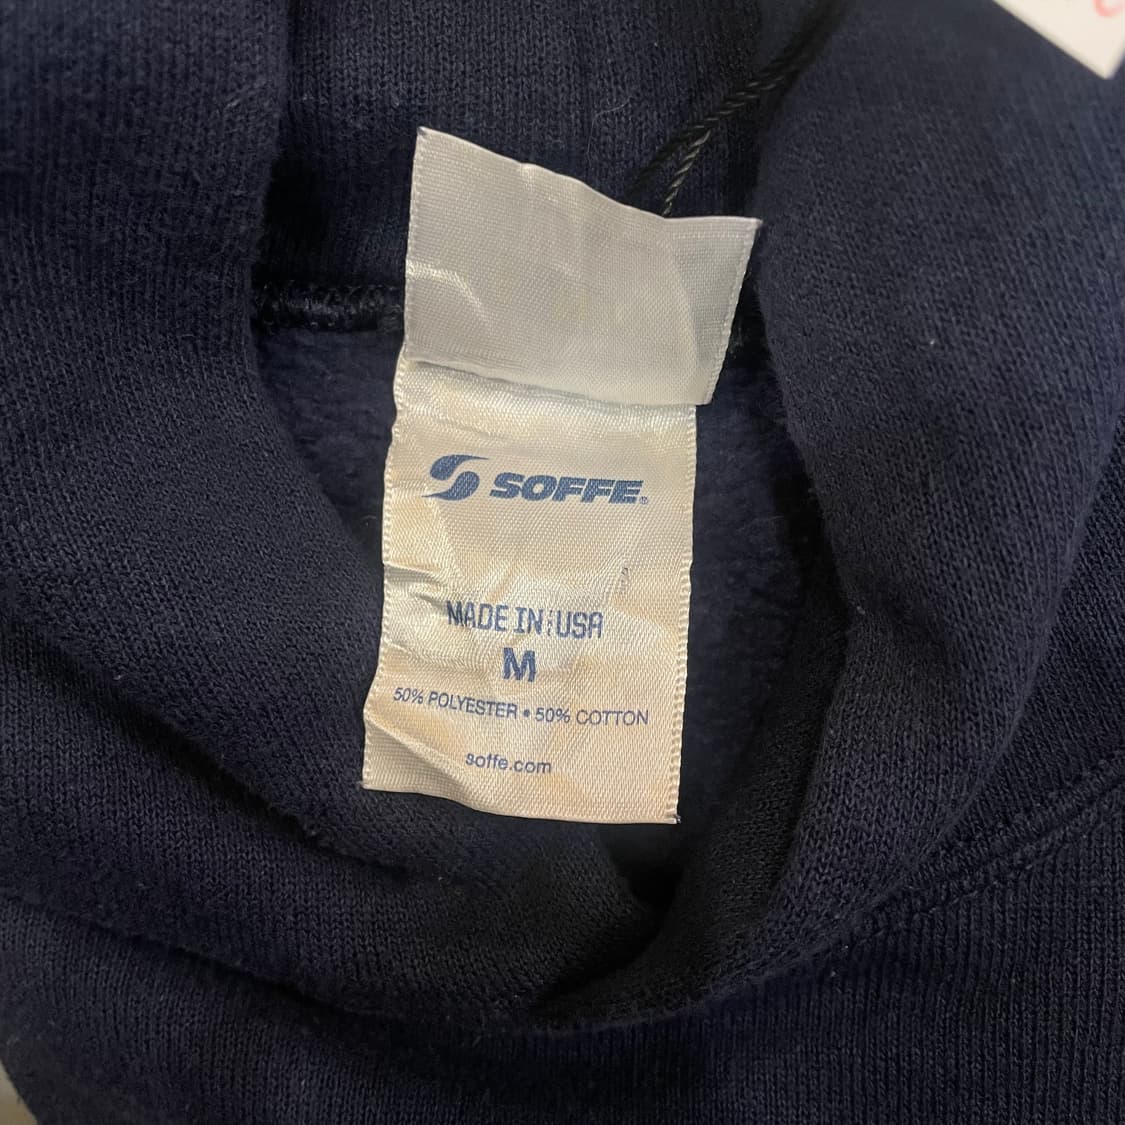 SOFFE®
MADE IN USA
M
50% POLYESTER • 50% COTTON
soffe.com